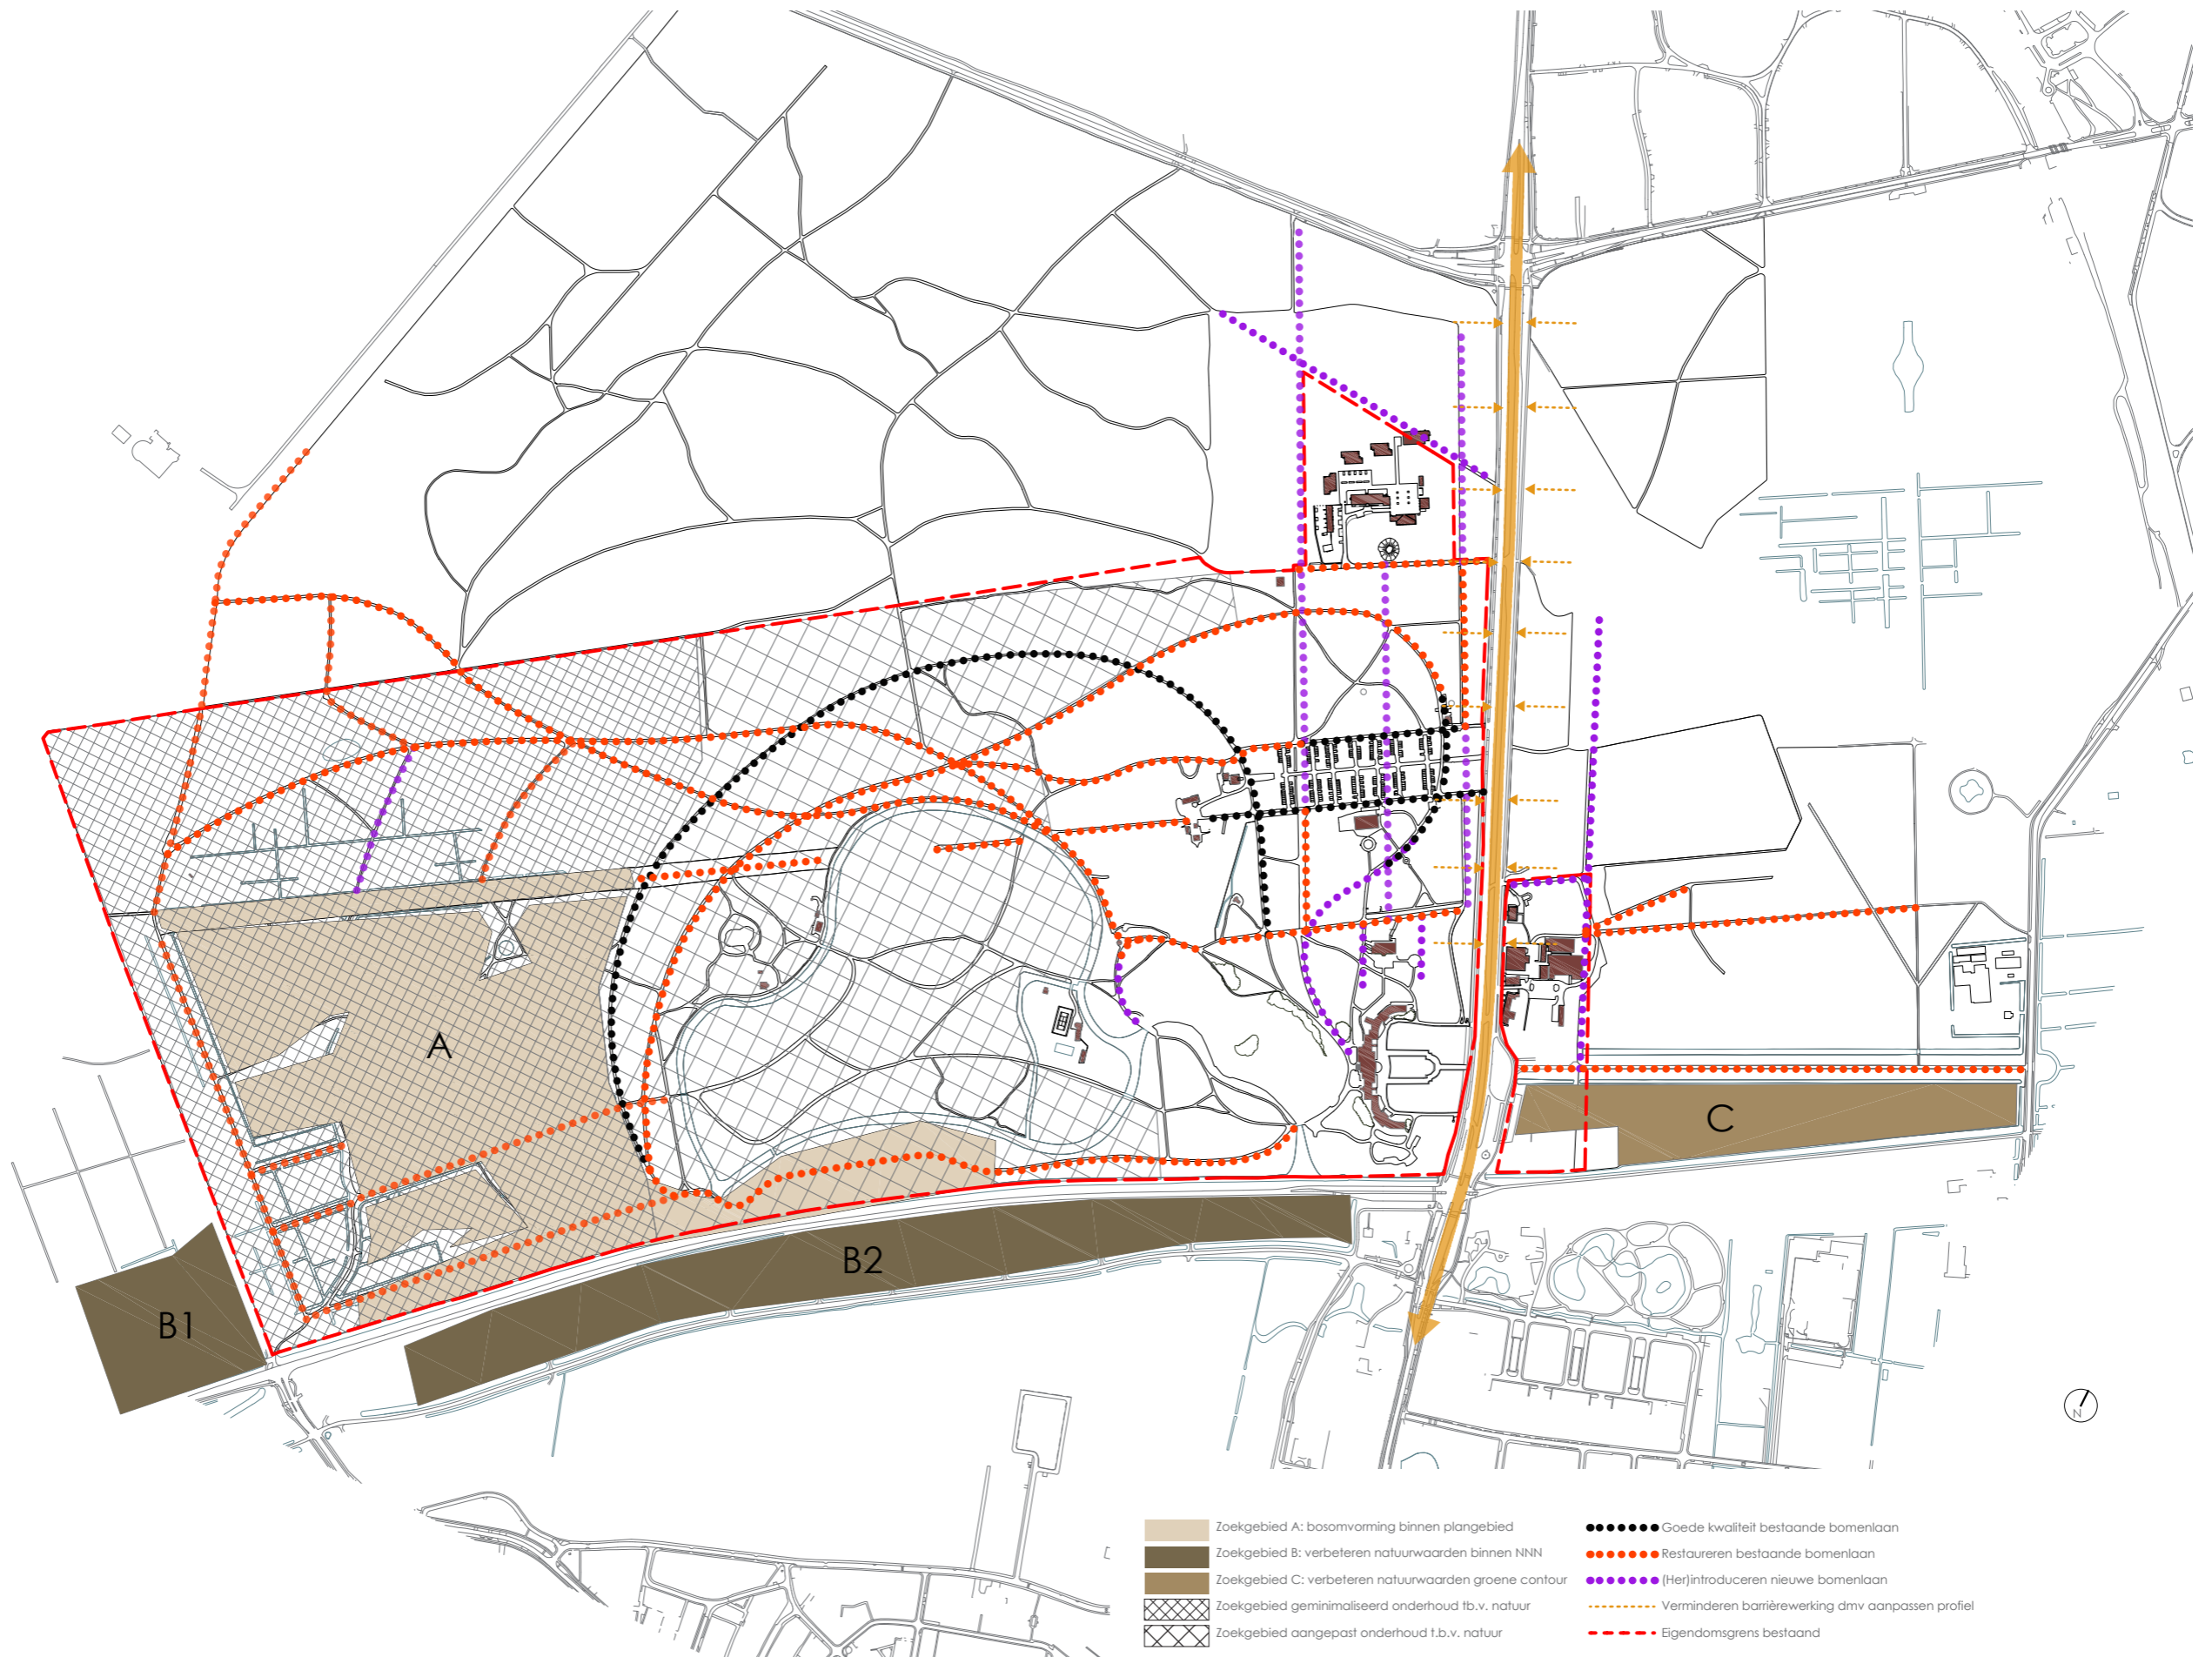 A
C
B2
B1
N
Zoekgebied A: bosomvorming binnen plangebied
Zoekgebied B: verbeteren natuurwaarden binnen NNN
Zoekgebied C: verbeteren natuurwaarden groene contour
Zoekgebied geminimaliseerd onderhoud tb.v. natuur
Zoekgebied aangepast onderhoud t.b.v. natuur
Goede kwaliteit bestaande bomenlaan
Restaureren bestaande bomenlaan
(Her)introduceren nieuwe bomenlaan
Verminderen barrièrewerking dmv aanpassen profiel
Eigendomsgrens bestaand